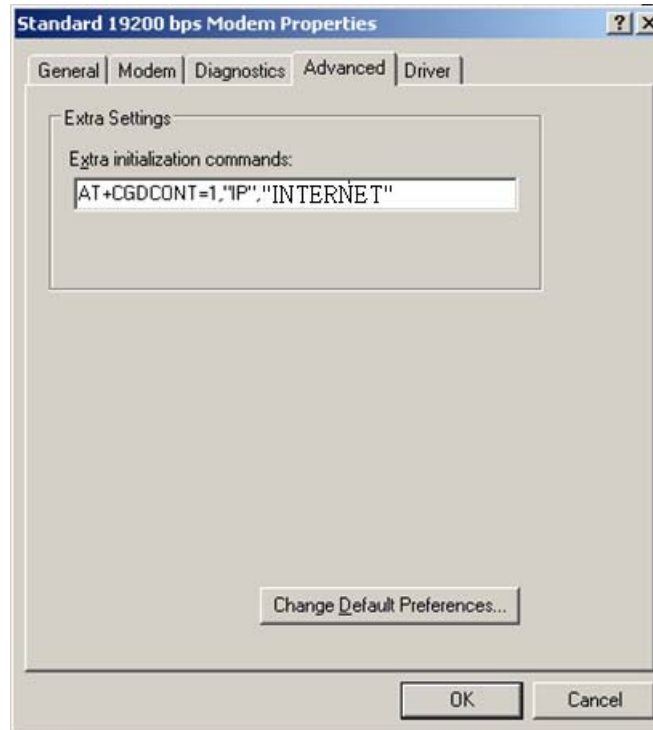 Standard 19200 bps Modem Properties
General Modem Diagnostics Advanced Driver
Extra Settings
Extra initialization commands:
AT+CGDCONT=1,"IP","INTERNET"
Change Default Preferences...
OK Cancel